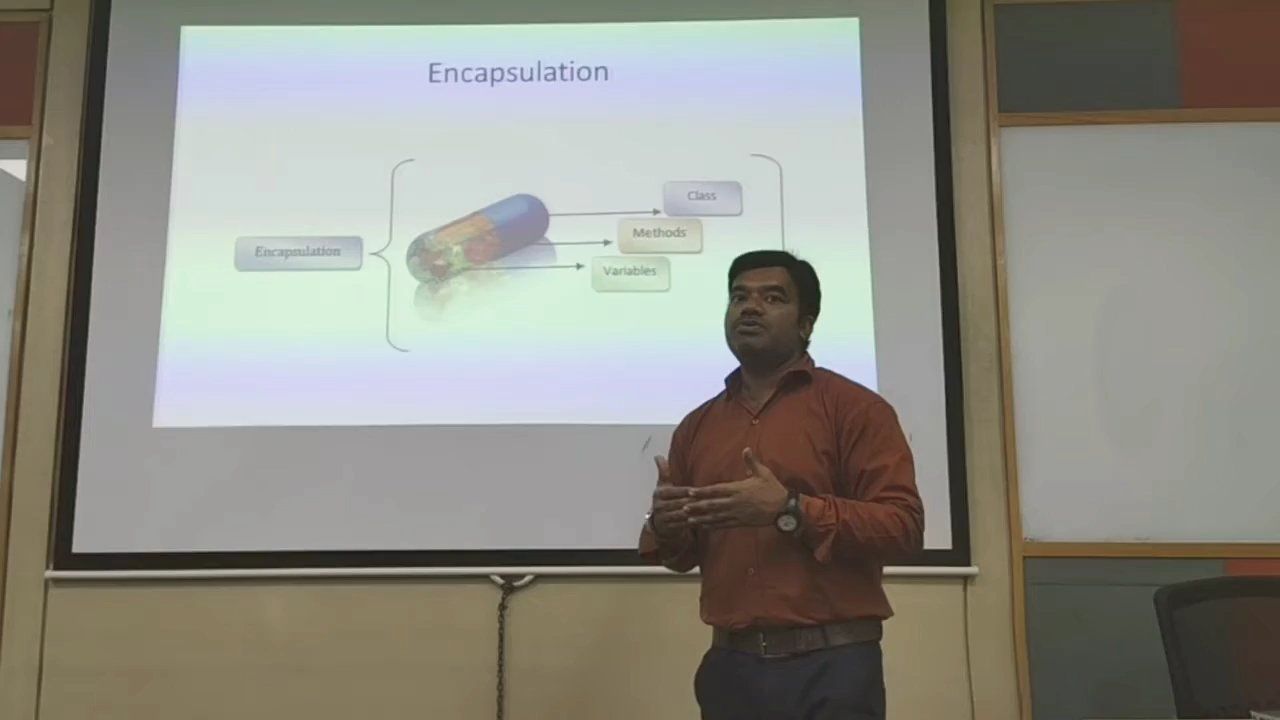 Encapsulation
Class
Methods
Encapsulation
Variables